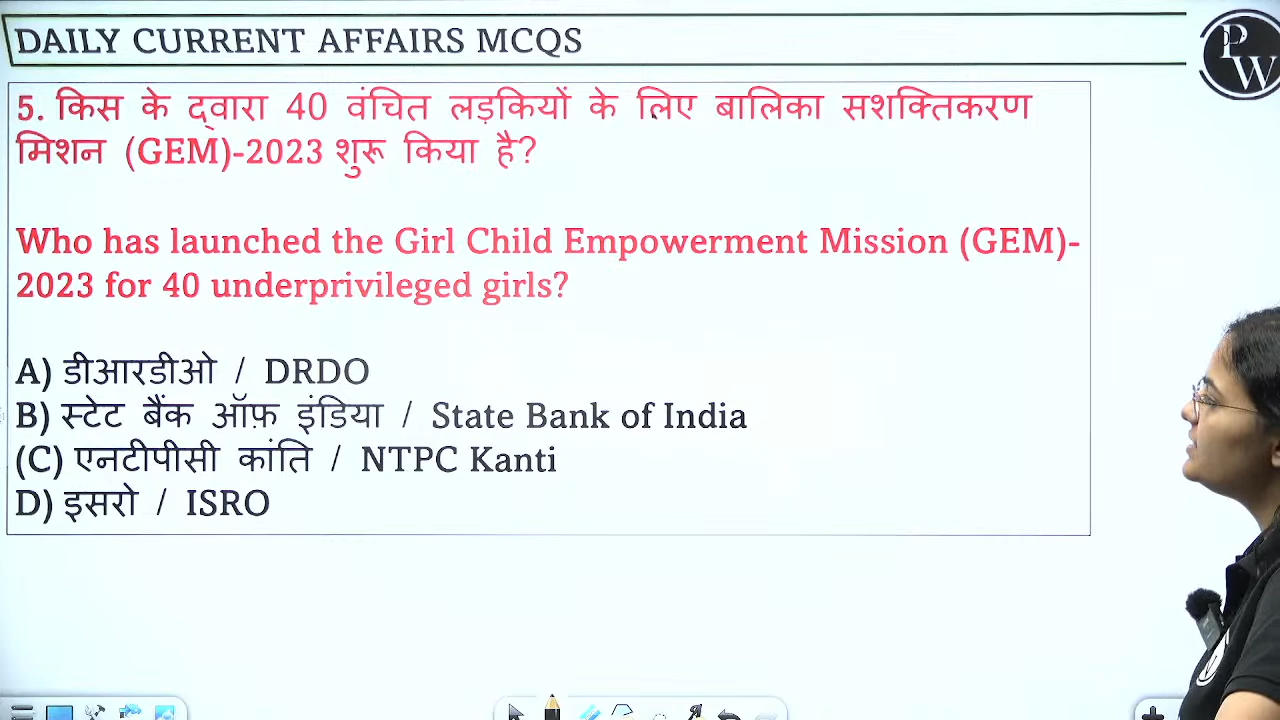 DAILY CURRENT AFFAIRS MCQS
PW
5. किस के द्वारा 40 वंचित लड़कियों के लिए बालिका सशक्तिकरण
मिशन (GEM)-2023 शुरू किया है?
Who has launched the Girl Child Empowerment Mission (GEM)-
2023 for 40 underprivileged girls?
A) डीआरडीओ / DRDO
B) स्टेट बैंक ऑफ़ इंडिया / State Bank of India
(C) एनटीपीसी कांति / NTPC Kanti
D) इसरो / ISRO